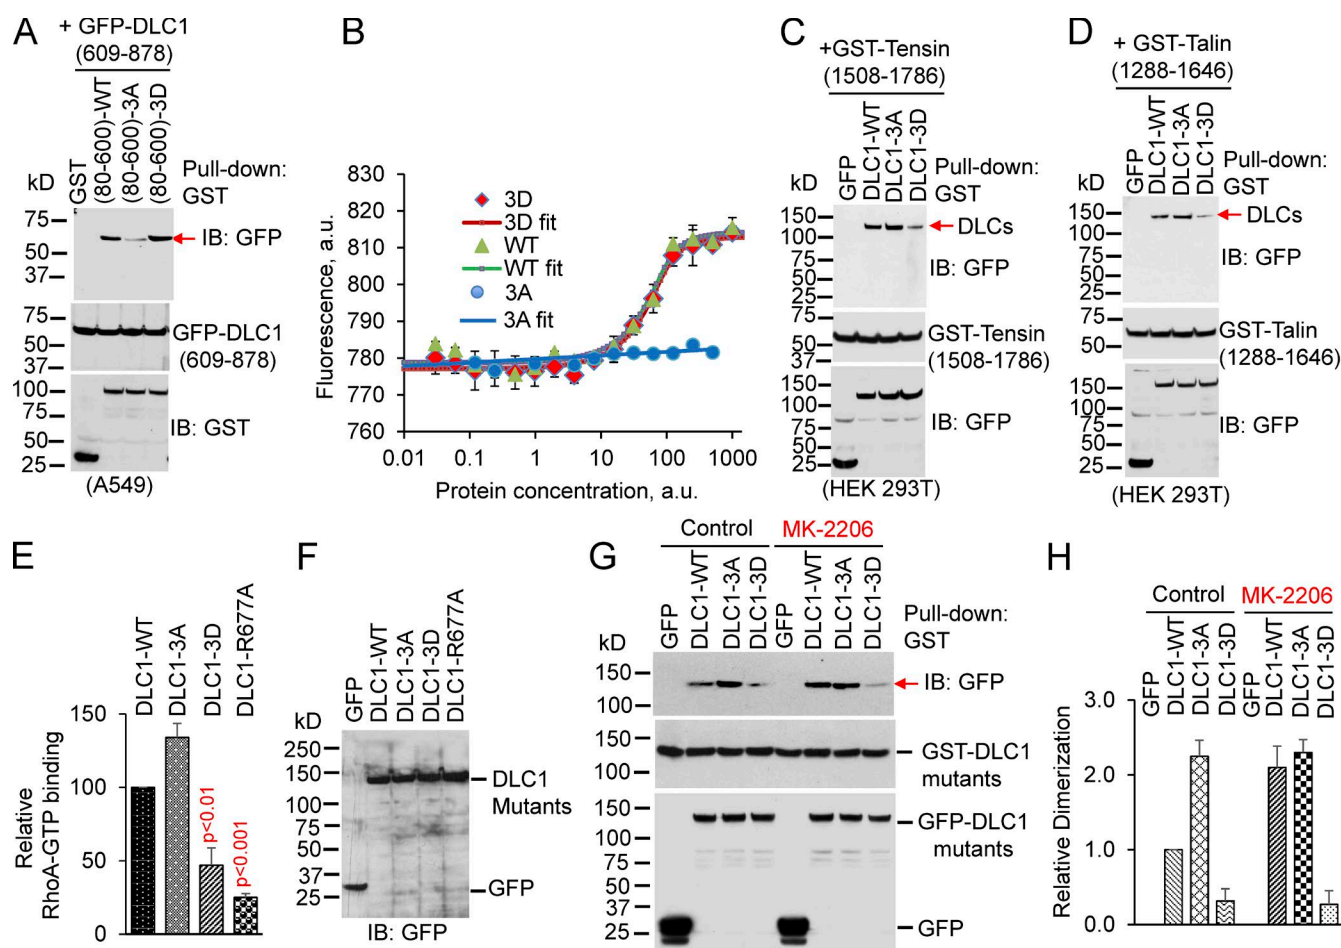 A
+ GFP-DLC1
(609-878)
GST
(80-600)-WT
(80-600)-3A
(80-600)-3D
kD
Pull-down:
GST
75
50
37
IB: GFP
75
50
37
GFP-DLC1
(609-878)
100
75
50
25
IB: GST
(A549)
B
Fluorescence, a.u.
830
820
810
800
790
780
770
760
3D
3D fit
WT
WT fit
3A
3A fit
0.01
0.1
1
10
100
1000
Protein concentration, a.u.
C
+GST-Tensin
(1508-1786)
GFP
DLC1-WT
DLC1-3A
DLC1-3D
kD
Pull-down:
GST
150
100
75
50
37
25
DLCs
IB: GFP
75
50
37
GST-Tensin
(1508-1786)
150
100
75
50
37
25
IB: GFP
(HEK 293T)
D
+ GST-Talin
(1288-1646)
GFP
DLC1-WT
DLC1-3A
DLC1-3D
kD
Pull-down:
GST
150
100
75
50
37
25
DLCs
IB: GFP
75
50
GST-Talin
(1288-1646)
150
100
75
50
37
25
IB: GFP
(HEK 293T)
E
DLC1-WT
DLC1-3A
DLC1-3D
DLC1-R677A
Relative
RhoA-GTP binding
150
100
50
0
p<0.01
p<0.001
F
GFP
DLC1-WT
DLC1-3A
DLC1-3D
DLC1-R677A
kD
250
150
100
75
50
37
25
DLC1
Mutants
GFP
IB: GFP
G
Control
MK-2206
GFP
DLC1-WT
DLC1-3A
DLC1-3D
GFP
DLC1-WT
DLC1-3A
DLC1-3D
Pull-down:
GST
kD
150
100
IB: GFP
150
100
GST-DLC1
mutants
150
100
75
50
37
25
GFP-DLC1
mutants
GFP
H
Control
MK-2206
GFP
DLC1-WT
DLC1-3A
DLC1-3D
GFP
DLC1-WT
DLC1-3A
DLC1-3D
Relative Dimerization
3.0
2.0
1.0
0.0